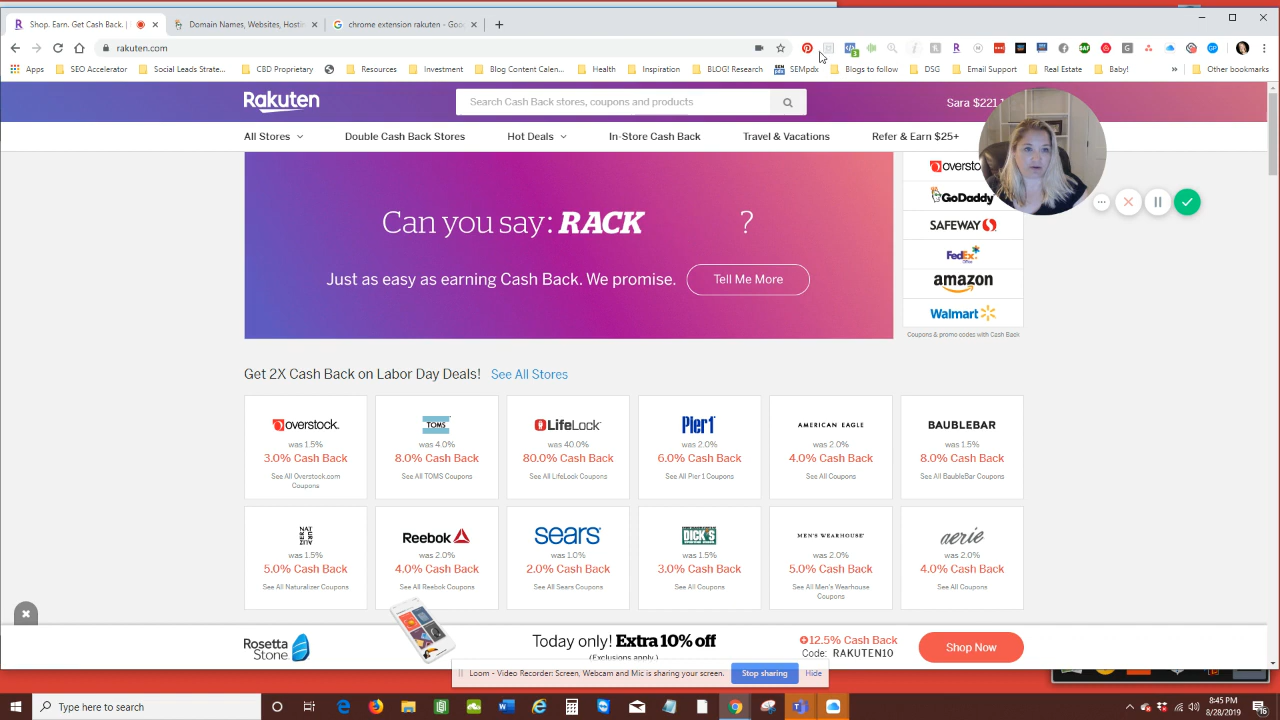 Shop. Earn. Get Cash Back. |
Domain Names, Websites, Hostin
chrome extension rakuten - Goo
rakuten.com
Apps
SEO Accelerator
Social Leads Strate...
CBD Proprietary
Resources
Investment
Blog Content Calen...
Health
Inspiration
BLOG! Research
SEMpdx
Blogs to follow
DSG
Email Support
Real Estate
Baby!
»
Other bookmarks
Rakuten
Search Cash Back stores, coupons and products
Sara $221.1
All Stores
Double Cash Back Stores
Hot Deals
In-Store Cash Back
Travel & Vacations
Refer & Earn $25+
Can you say: RACK ?
Just as easy as earning Cash Back. We promise.
Tell Me More
oversto
GoDaddy
SAFEWAY
FedEx
Office
amazon
Walmart
Coupons & promo codes with Cash Back
Get 2X Cash Back on Labor Day Deals! See All Stores
overstock.
was 1.5%
3.0% Cash Back
See All Overstock.com
Coupons
TOMS
was 4.0%
8.0% Cash Back
See All TOMS Coupons
LifeLock
was 40.0%
80.0% Cash Back
See All LifeLock Coupons
Pier1
was 2.0%
6.0% Cash Back
See All Pier 1 Coupons
AMERICAN EAGLE
was 2.0%
4.0% Cash Back
See All Coupons
BAUBLEBAR
was 1.5%
8.0% Cash Back
See All BaubleBar Coupons
NAT
URA
LIZ
ER
was 1.5%
5.0% Cash Back
See All Naturalizer Coupons
Reebok
was 2.0%
4.0% Cash Back
See All Reebok Coupons
sears
was 1.0%
2.0% Cash Back
See All Sears Coupons
DICK'S
was 1.5%
3.0% Cash Back
See All Coupons
MEN'S WEARHOUSE
was 2.0%
5.0% Cash Back
See All Men's Wearhouse
Coupons
aerie
was 2.0%
4.0% Cash Back
See All Coupons
Rosetta
Stone
Today only! Extra 10% off
(Exclusions apply.)
+12.5% Cash Back
Code: RAKUTEN10
Shop Now
Loom - Video Recorder: Screen, Webcam and Mic is sharing your screen.
Stop sharing
Hide
Type here to search
8:45 PM
8/28/2019